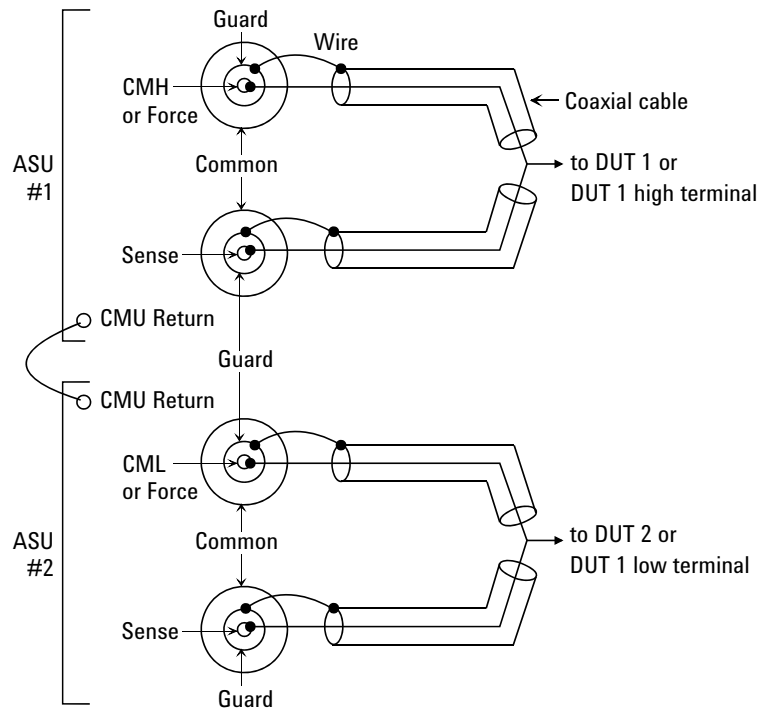 Guard
Wire
CMH
or Force
Coaxial cable
ASU
#1
Common
to DUT 1 or
DUT 1 high terminal
Sense
CMU Return
Guard
CMU Return
CML
or Force
ASU
#2
Common
to DUT 2 or
DUT 1 low terminal
Sense
Guard